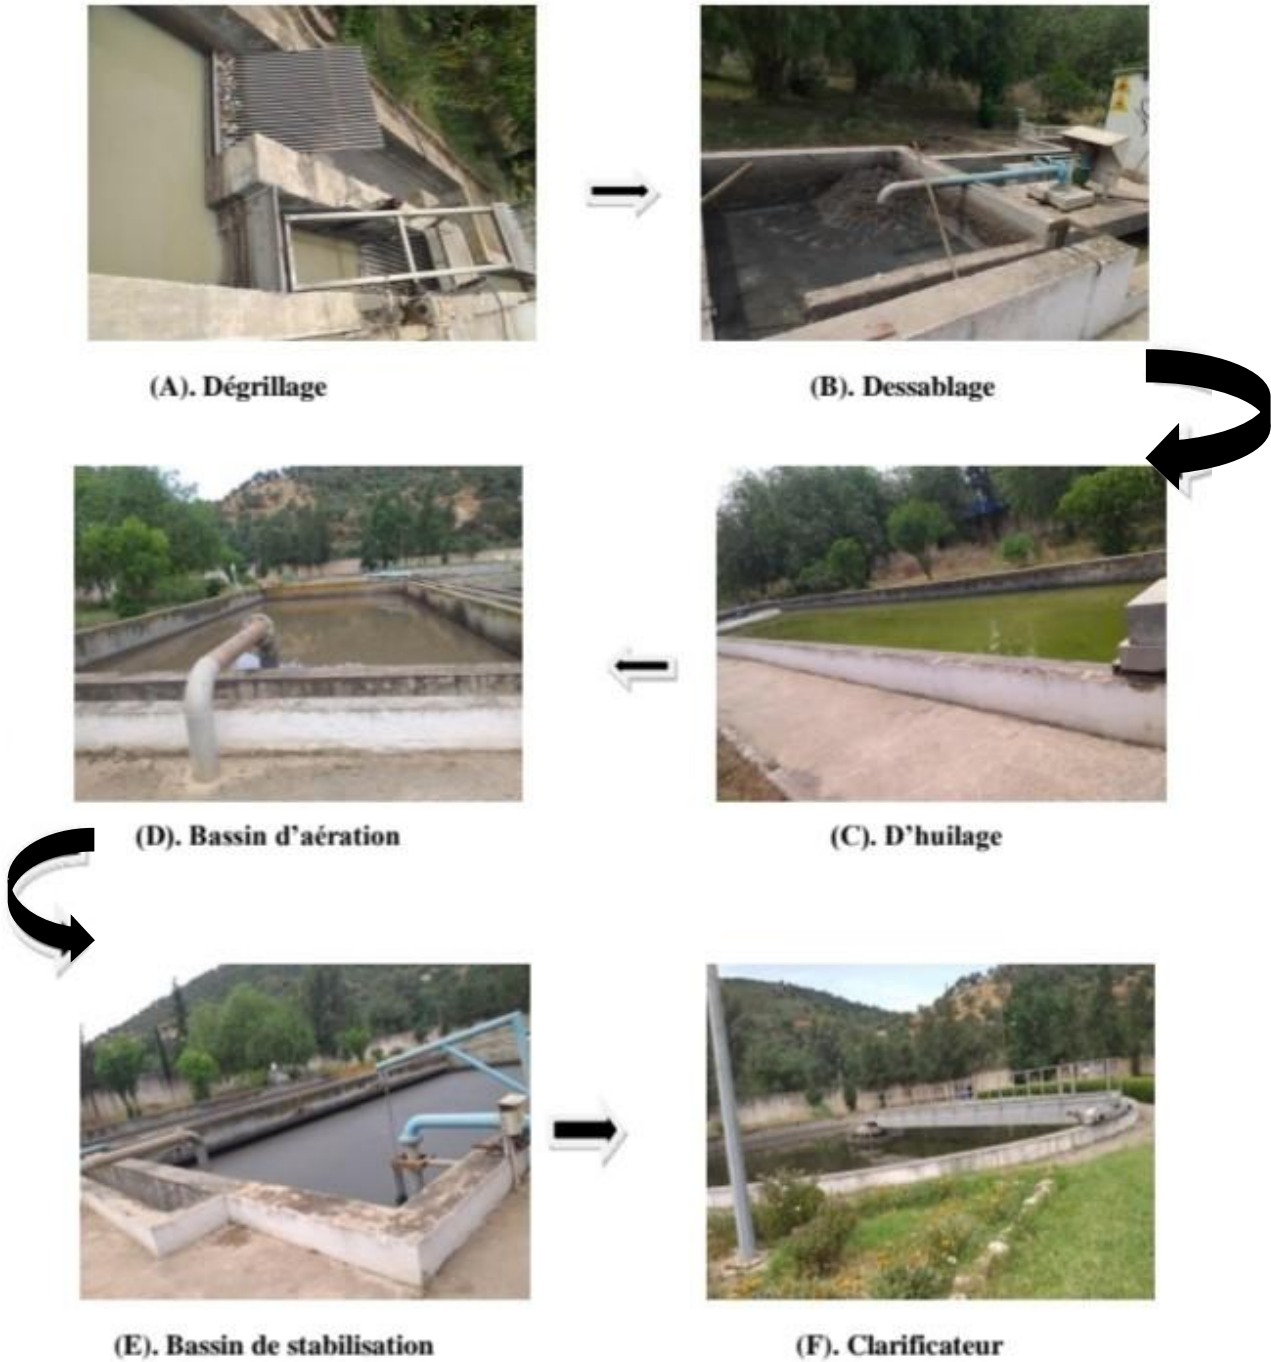 (A). Dégrillage
(B). Dessablage
(D). Bassin d'aération
(C). D'huilage
(E). Bassin de stabilisation
(F). Clarificateur